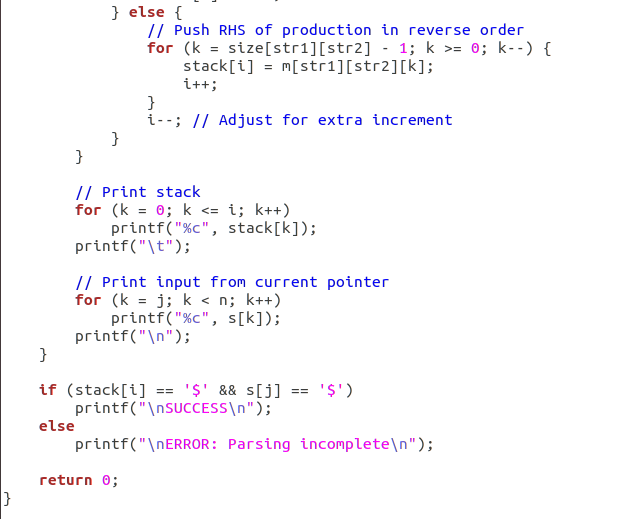 } else {
                // Push RHS of production in reverse order
                for (k = size[str1][str2] - 1; k >= 0; k--) {
                    stack[i] = m[str1][str2][k];
                    i++;
                }
                i--; // Adjust for extra increment
            }
        }

        // Print stack
        for (k = 0; k <= i; k++)
            printf("%c", stack[k]);
        printf("\t");

        // Print input from current pointer
        for (k = j; k < n; k++)
            printf("%c", s[k]);
        printf("\n");
    }

    if (stack[i] == '$' && s[j] == '$')
        printf("\nSUCCESS\n");
    else
        printf("\nERROR: Parsing incomplete\n");

    return 0;
}